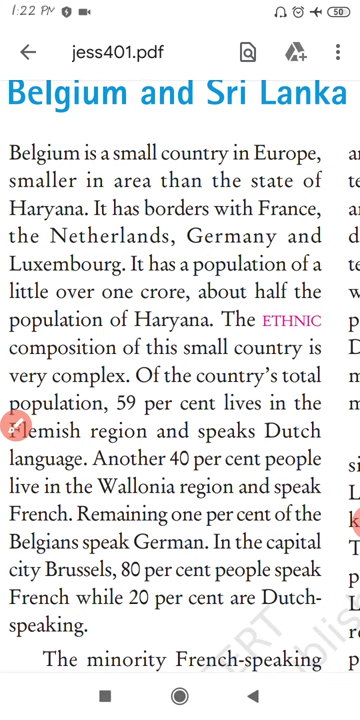 1:22 PM
50
jess401.pdf
Belgium and Sri Lanka
Belgium is a small country in Europe,
smaller in area than the state of
Haryana. It has borders with France,
the Netherlands, Germany and
Luxembourg. It has a population of a
little over one crore, about half the
population of Haryana. The ETHNIC
composition of this small country is
very complex. Of the country's total
population, 59 per cent lives in the
Flemish region and speaks Dutch
language. Another 40 per cent people
live in the Wallonia region and speak
French. Remaining one per cent of the
Belgians speak German. In the capital
city Brussels, 80 per cent people speak
French while 20 per cent are Dutch-
speaking.
The minority French-speaking